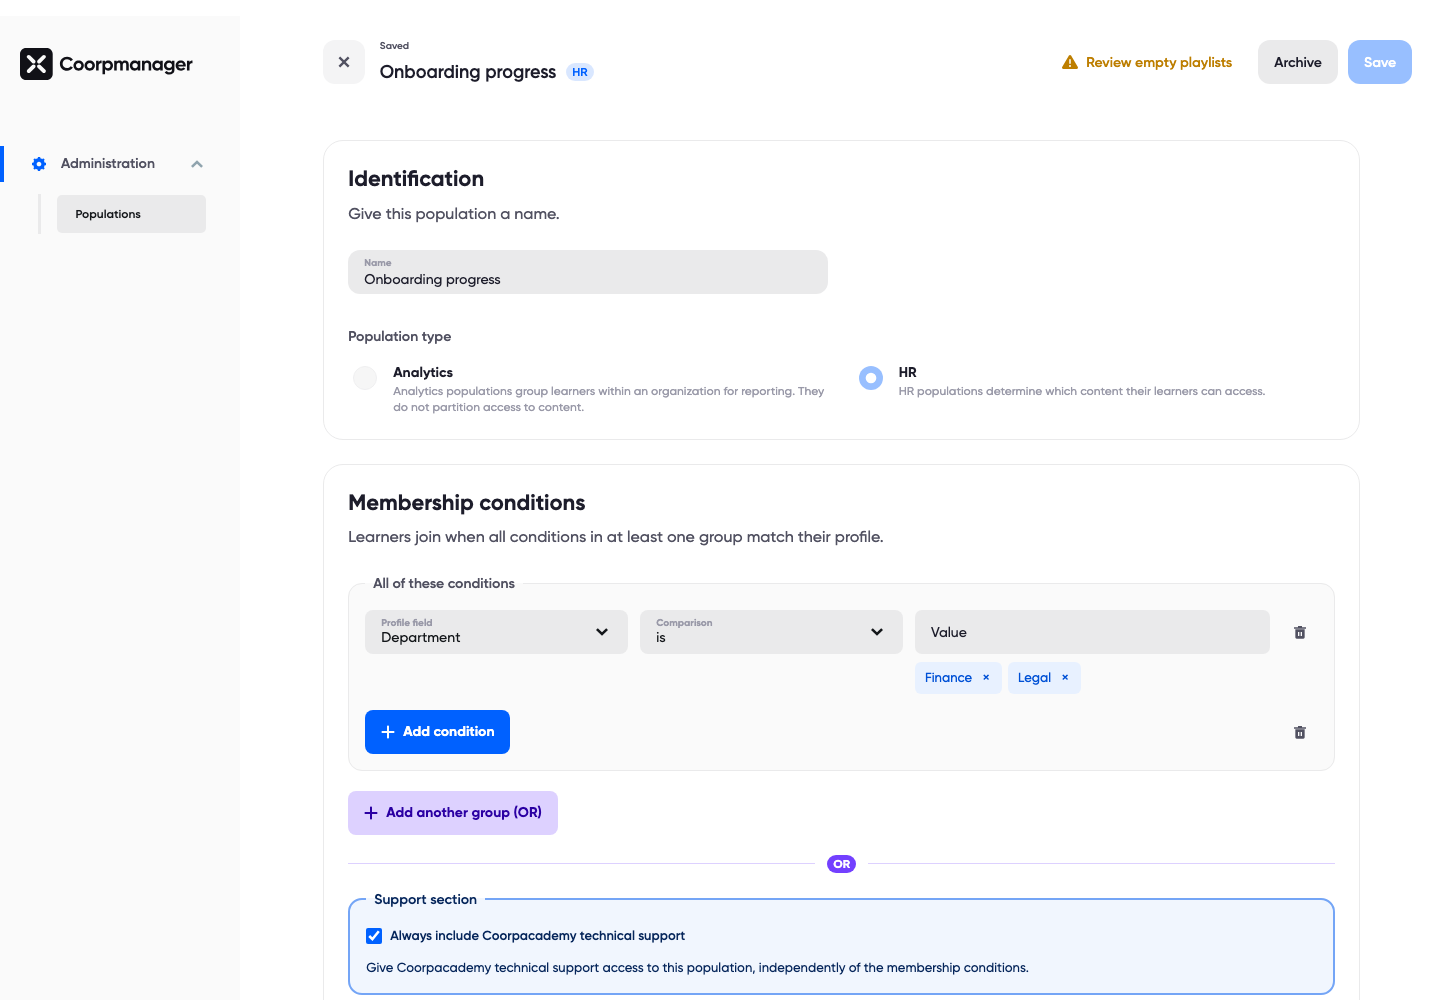 Coorpmanager
Administration
Populations
Saved
Onboarding progress HR
Review empty playlists
Archive
Save
Identification
Give this population a name.
Name
Onboarding progress
Population type
Analytics
Analytics populations group learners within an organization for reporting. They
do not partition access to content.
HR
HR populations determine which content their learners can access.
Membership conditions
Learners join when all conditions in at least one group match their profile.
All of these conditions
Profile field
Department
Comparison
is
Value
Finance ×
Legal ×
+ Add condition
+ Add another group (OR)
OR
Support section
Always include Coorpacademy technical support
Give Coorpacademy technical support access to this population, independently of the membership conditions.